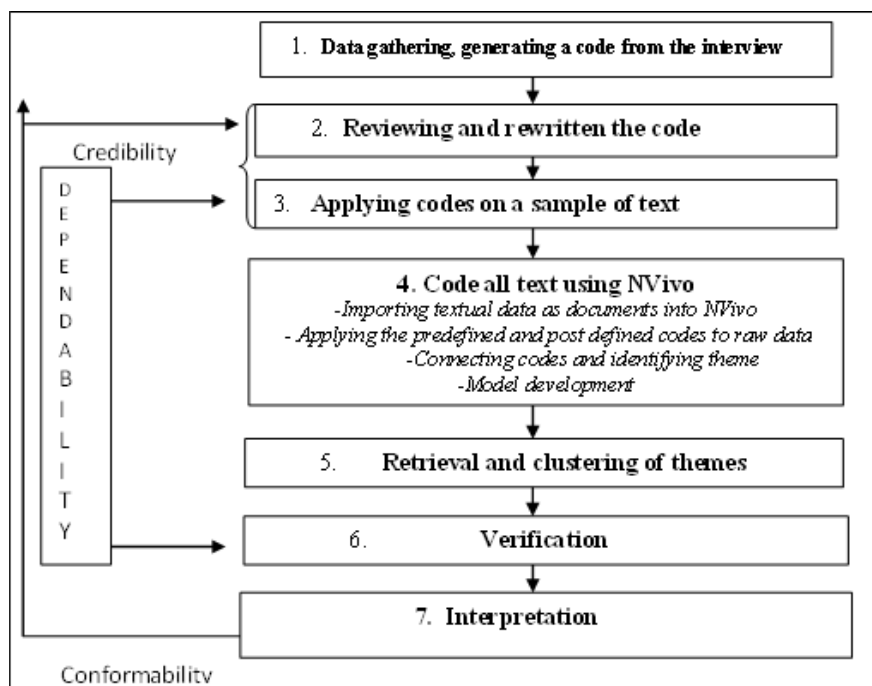 1. Data gathering, generating a code from the interview
2. Reviewing and rewritten the code
Credibility
3. Applying codes on a sample of text
DEPENDABILITY
4. Code all text using NVivo
-Importing textual data as documents into NVivo
- Applying the predefined and post defined codes to raw data
-Connecting codes and identifying theme
-Model development
5. Retrieval and clustering of themes
6. Verification
7. Interpretation
Conformability